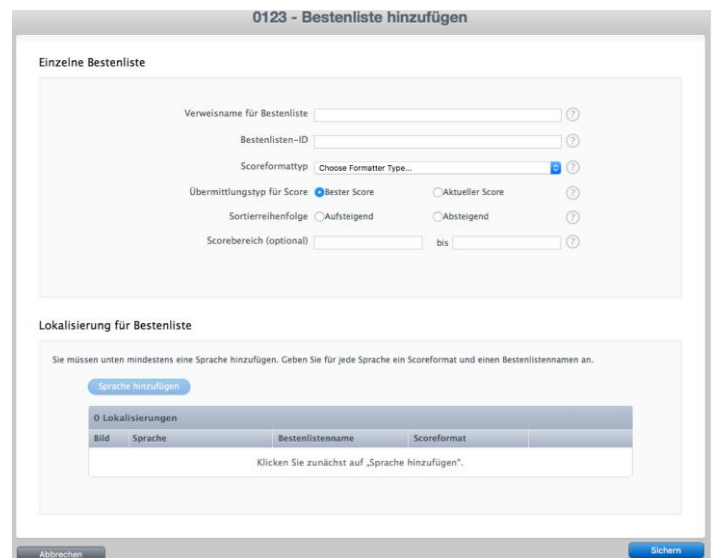 0123 - Bestenliste hinzufügen
Einzelne Bestenliste
Verweisname für Bestenliste ?
Bestenlisten-ID ?
Scoreformattyp Choose Formatter Type... ?
Übermittlungstyp für Score Bester Score Aktueller Score ?
Sortierreihenfolge Aufsteigend Absteigend ?
Scorebereich (optional) bis ?
Lokalisierung für Bestenliste
Sie müssen unten mindestens eine Sprache hinzufügen. Geben Sie für jede Sprache ein Scoreformat und einen Bestenlistennamen an.
Sprache hinzufügen
0 Lokalisierungen
Bild Sprache Bestenlistenname Scoreformat
Klicken Sie zunächst auf „Sprache hinzufügen“.
Abbrechen Sichern